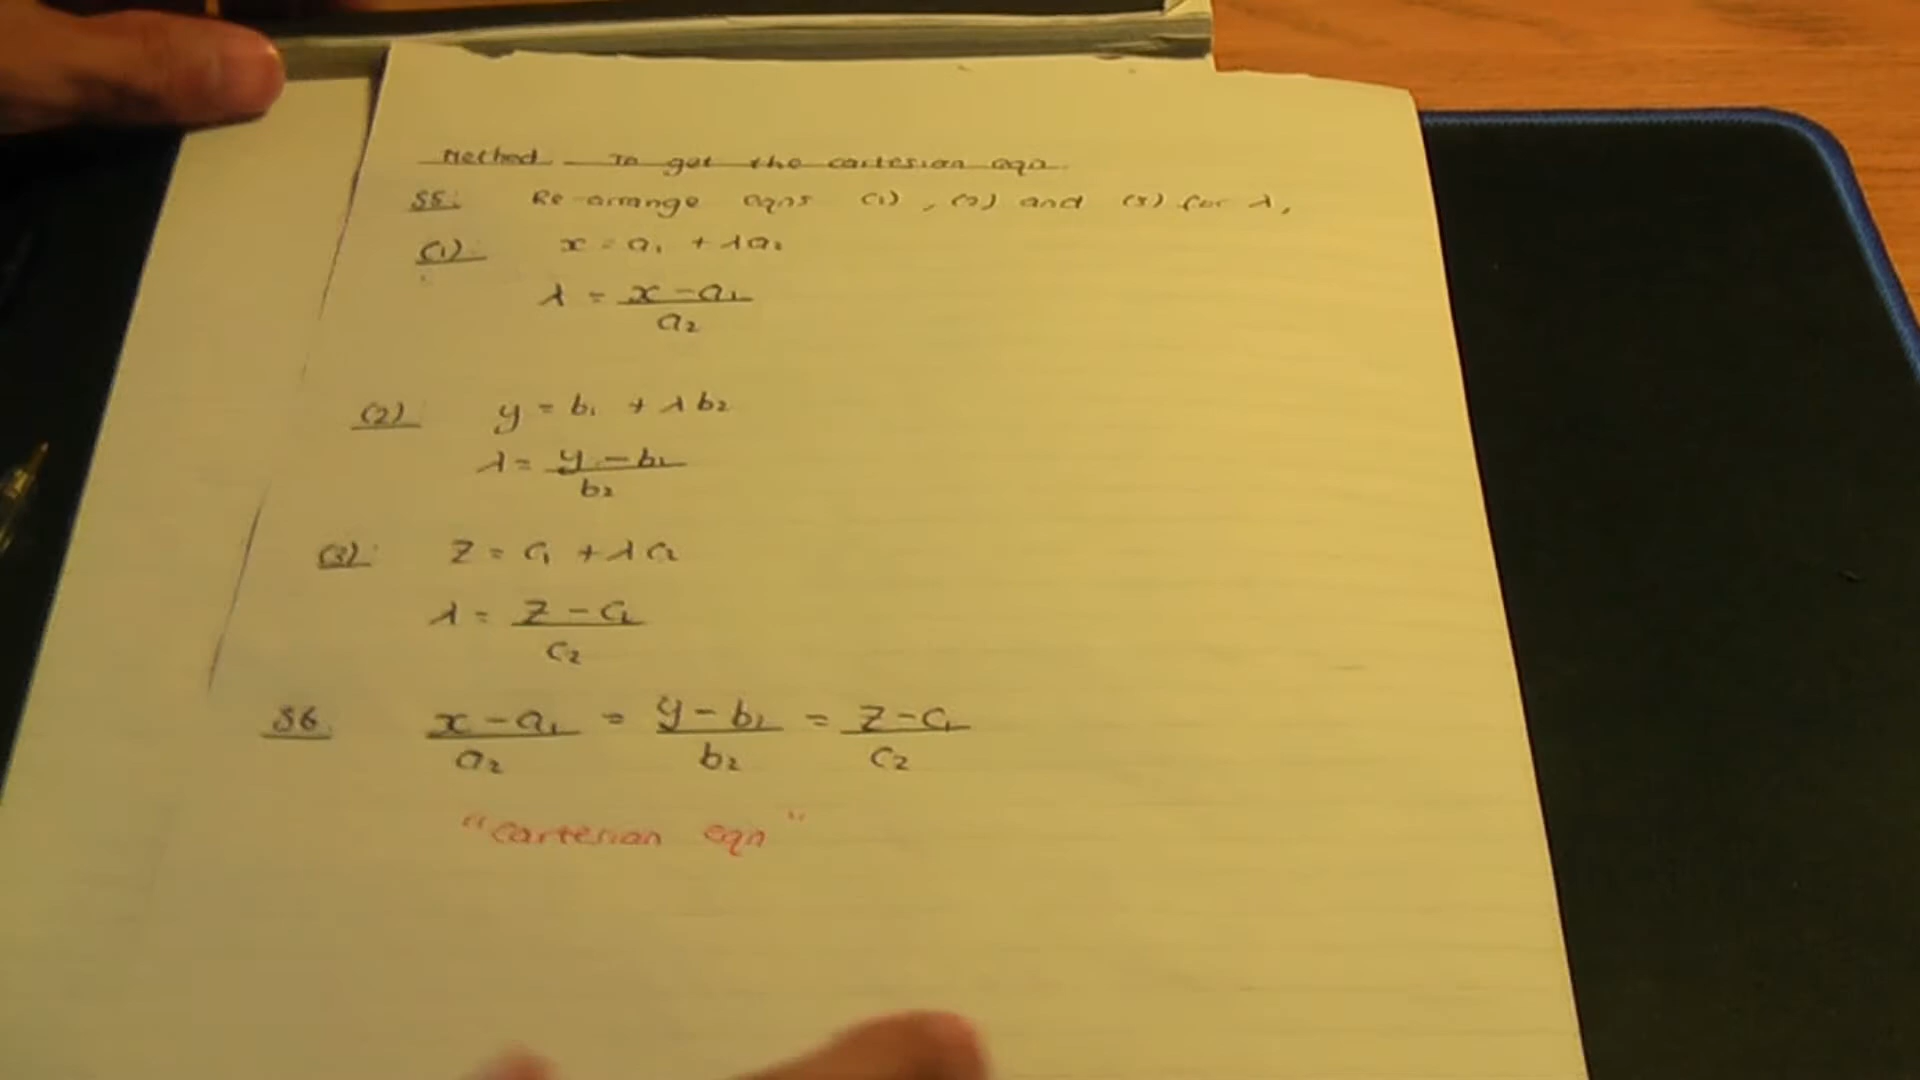 Method - To get the cartesian eqn
S5: Re-arrange eqns (1), (2) and (3) for λ,
(1): x = a₁ + λa₂
λ = x - a₁ / a₂
(2) y = b₁ + λb₂
λ = y - b₁ / b₂
(3): z = c₁ + λc₂
λ = z - c₁ / c₂
S6. x - a₁ / a₂ = y - b₁ / b₂ = z - c₁ / c₂
"cartesian eqn"